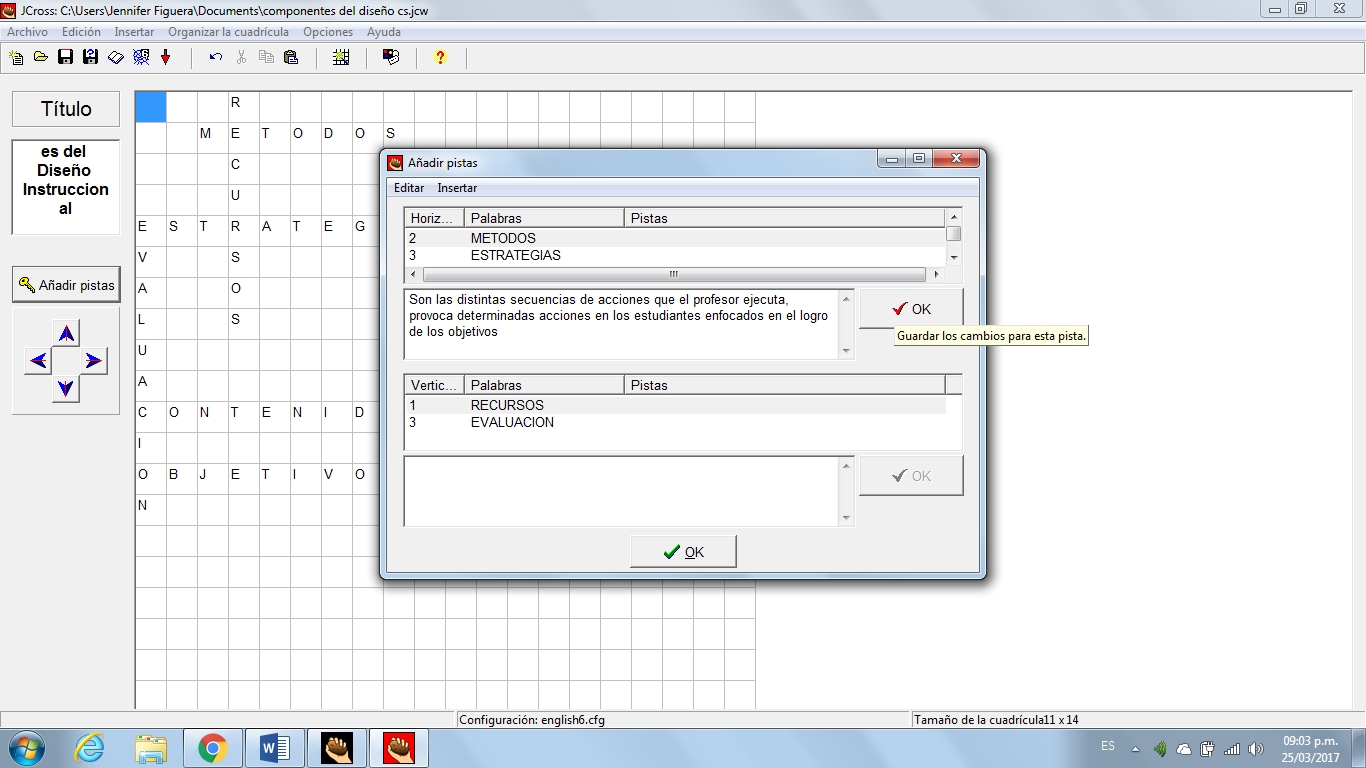 JCross: C:\Users\Jennifer Figuera\Documents\componentes del diseño cs.jcw
Archivo Edición Insertar Organizar la cuadrícula Opciones Ayuda
Título
es del
Diseño
Instruccion
al
Añadir pistas
R
M E T O D O S
C
U
E S T R A T E G
V S
A O
L S
U
A
C O N T E N I D
I
O B J E T I V O
N
Añadir pistas
Editar Insertar
Horiz... Palabras Pistas
2 METODOS
3 ESTRATEGIAS
Son las distintas secuencias de acciones que el profesor ejecuta,
provoca determinadas acciones en los estudiantes enfocados en el logro
de los objetivos
OK
Guardar los cambios para esta pista.
Vertic... Palabras Pistas
1 RECURSOS
3 EVALUACION
OK
OK
Configuración: english6.cfg
Tamaño de la cuadrícula11 x 14
ES
09:03 p.m.
25/03/2017